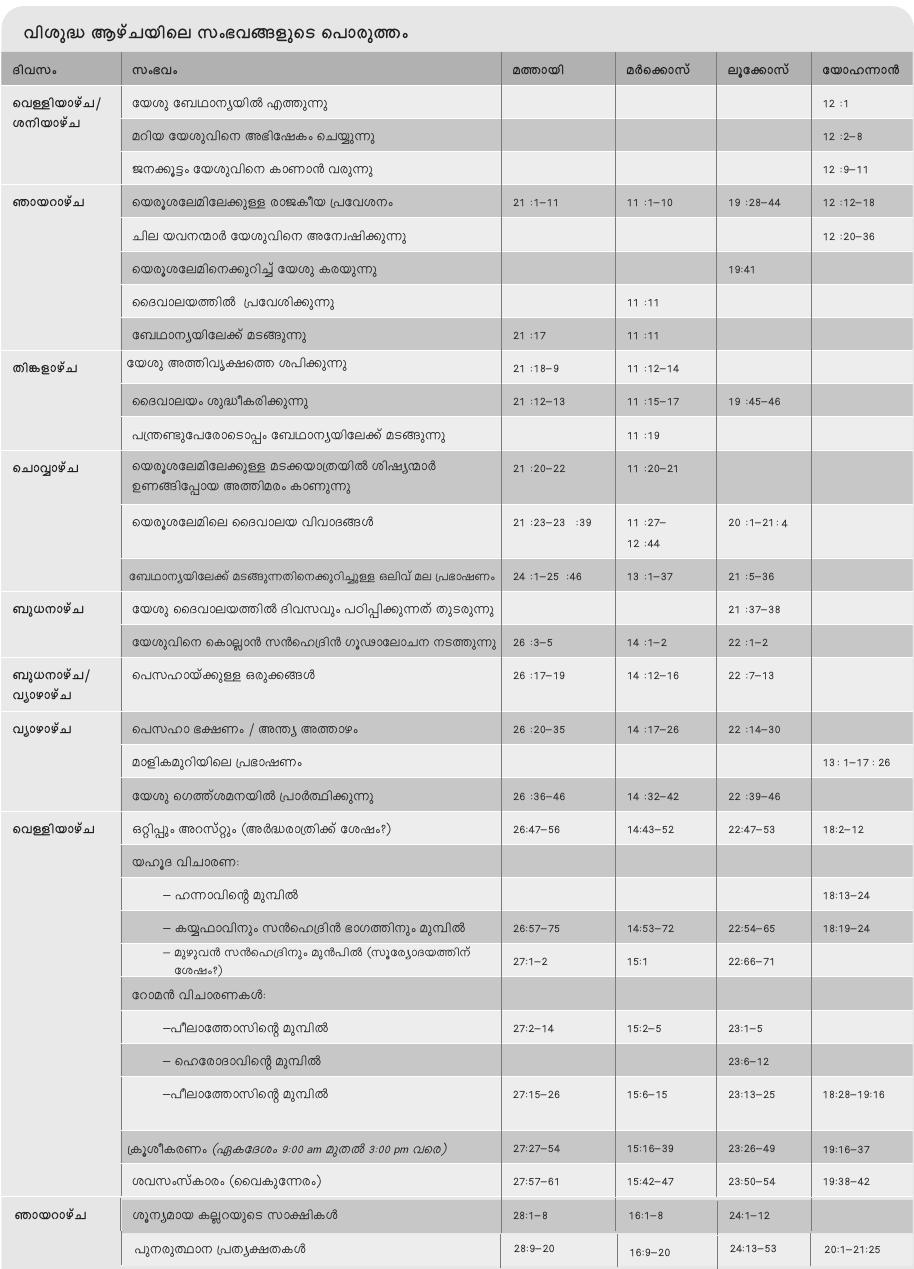 വിശുദ്ധ ആഴ്ചയിലെ സംഭവങ്ങളുടെ പൊരുത്തം
ദിവസം സംഭവം മത്തായി മർക്കൊസ് ലൂക്കോസ് യോഹന്നാൻ
വെള്ളിയാഴ്ച/ യേശു ബേഥാന്യയിൽ എത്തുന്നു 12 :1
ശനിയാഴ്ച
മറിയ യേശുവിനെ അഭിഷേകം ചെയ്യുന്നു 12 :2–8
ജനക്കൂട്ടം യേശുവിനെ കാണാൻ വരുന്നു 12 :9–11
ഞായറാഴ്ച യെരൂശലേമിലേക്കുള്ള രാജകീയ പ്രവേശനം 21 :1–11 11 :1–10 19 :28–44 12 :12–18
ചില യവനന്മാർ യേശുവിനെ അന്വേഷിക്കുന്നു 12 :20–36
യെരൂശലേമിനെക്കുറിച്ച് യേശു കരയുന്നു 19:41
ദൈവാലയത്തിൽ പ്രവേശിക്കുന്നു 11 :11
ബേഥാന്യയിലേക്ക് മടങ്ങുന്നു 21 :17 11 :11
തിങ്കളാഴ്ച യേശു അത്തിവൃക്ഷത്തെ ശപിക്കുന്നു 21 :18–9 11 :12–14
ദൈവാലയം ശുദ്ധീകരിക്കുന്നു 21 :12–13 11 :15–17 19 :45–46
പന്ത്രണ്ടുപേരോടൊപ്പം ബേഥാന്യയിലേക്ക് മടങ്ങുന്നു 11 :19
ചൊവ്വാഴ്ച യെരൂശലേമിലേക്കുള്ള മടക്കയാത്രയിൽ ശിഷ്യന്മാർ 21 :20–22 11 :20–21
ഉണങ്ങിപ്പോയ അത്തിമരം കാണുന്നു
യെരൂശലേമിലെ ദൈവാലയ വിവാദങ്ങൾ 21 :23–23 :39 11 :27– 20 :1–21:4
12 :44
ബേഥാന്യയിലേക്ക് മടങ്ങുന്നതിനെക്കുറിച്ചുള്ള ഒലിവ് മല പ്രഭാഷണം 24 :1–25 :46 13 :1–37 21 :5–36
ബുധനാഴ്ച യേശു ദൈവാലയത്തിൽ ദിവസവും പഠിപ്പിക്കുന്നത് തുടരുന്നു 21 :37–38
യേശുവിനെ കൊല്ലാൻ സൻഹെദ്രിൻ ഗൂഢാലോചന നടത്തുന്നു 26 :3–5 14 :1–2 22 :1–2
ബുധനാഴ്ച/ പെസഹായ്ക്കുള്ള ഒരുക്കങ്ങൾ 26 :17–19 14 :12–16 22 :7–13
വ്യാഴാഴ്ച
വ്യാഴാഴ്ച പെസഹാ ഭക്ഷണം / അന്ത്യ അത്താഴം 26 :20–35 14 :17–26 22 :14–30
മാളികമുറിയിലെ പ്രഭാഷണം 13: 1–17 : 26
യേശു ഗെത്ത്ശമനയിൽ പ്രാർത്ഥിക്കുന്നു 26 :36–46 14 :32–42 22 :39–46
വെള്ളിയാഴ്ച ഒറ്റിപ്പും അറസ്റ്റും (അർദ്ധരാത്രിക്ക് ശേഷം?) 26:47–56 14:43–52 22:47–53 18:2–12
യഹൂദ വിചാരണ:
– ഹന്നാവിന്റെ മുമ്പിൽ 18:13–24
– കയ്യഫാവിനും സൻഹെദ്രിൻ ഭാഗത്തിനും മുമ്പിൽ 26:57–75 14:53–72 22:54–65 18:19–24
– മുഴുവൻ സൻഹെദ്രിനും മുൻപിൽ (സൂര്യോദയത്തിന് 27:1–2 15:1 22:66–71
ശേഷം?)
റോമൻ വിചാരണകൾ:
–പീലാത്തോസിന്റെ മുമ്പിൽ 27:2–14 15:2–5 23:1–5
– ഹെരോദാവിന്റെ മുമ്പിൽ 23:6–12
–പീലാത്തോസിന്റെ മുമ്പിൽ 27:15–26 15:6–15 23:13–25 18:28–19:16
ക്രൂശീകരണം (ഏകദേശം 9:00 am മുതൽ 3:00 pm വരെ) 27:27–54 15:16–39 23:26–49 19:16–37
ശവസംസ്കാരം (വൈകുന്നേരം) 27:57–61 15:42–47 23:50–54 19:38–42
ഞായറാഴ്ച ശൂന്യമായ കല്ലറയുടെ സാക്ഷികൾ 28:1–8 16:1–8 24:1–12
പുനരുത്ഥാന പ്രത്യക്ഷതകൾ 28:9–20 16:9–20 24:13–53 20:1–21:25